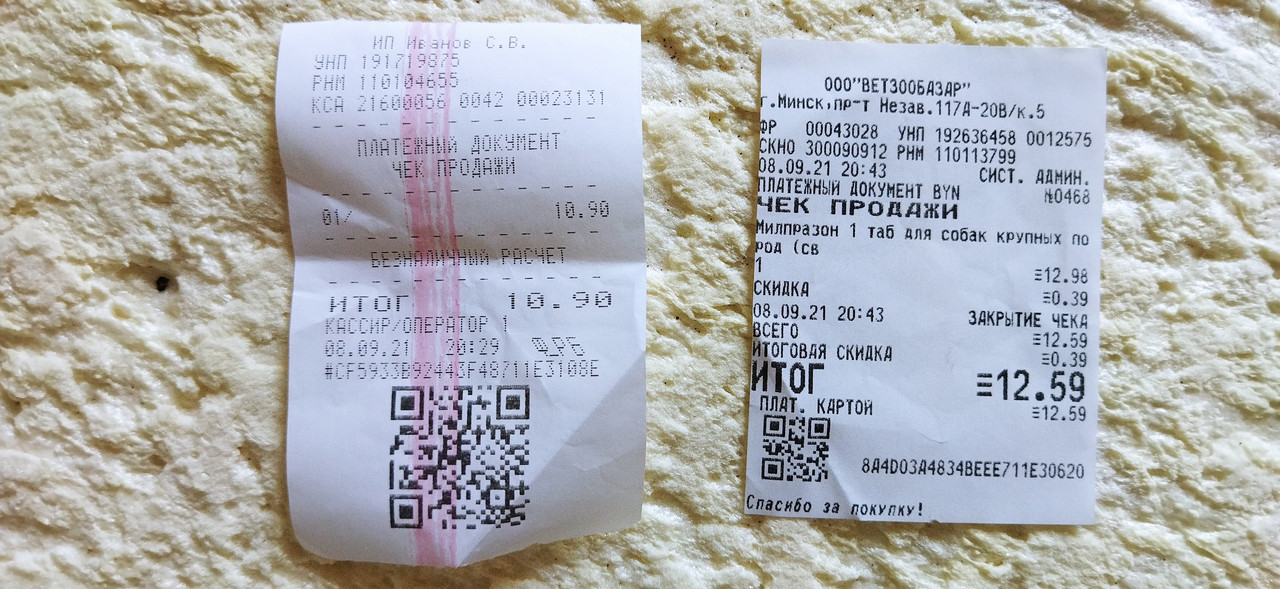 ИП Иванов С.В.
УНП 191719875
РНМ 110104655
КСА 21600056 0042 00023131
ПЛАТЕЖНЫЙ ДОКУМЕНТ
ЧЕК ПРОДАЖИ
01/ 10.90
БЕЗНАЛИЧНЫЙ РАСЧЕТ
ИТОГ 10.90
КАССИР/ОПЕРАТОР 1
08.09.21 20:29
#CF5933B92443F48711E3108E
ООО"ВЕТЗООБАЗАР"
г.Минск,пр-т Незав.117А-20В/к.5
ФР 00043028 УНП 192636458 0012575
СКНО 300090912 РНМ 110113799
08.09.21 20:43 СИСТ. АДМИН.
ПЛАТЕЖНЫЙ ДОКУМЕНТ BYN №0468
ЧЕК ПРОДАЖИ
Милпразон 1 таб для собак крупных по
род (св
1 ≡12.98
СКИДКА ≡0.39
08.09.21 20:43 ЗАКРЫТИЕ ЧЕКА
ВСЕГО ≡12.59
ИТОГОВАЯ СКИДКА ≡0.39
ИТОГ ≡12.59
ПЛАТ. КАРТОЙ ≡12.59
8A4D03A4834BEEE711E30620
Спасибо за покупку!